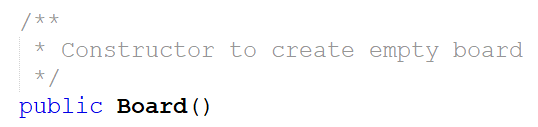 /**
 * Constructor to create empty board
 */
public Board()